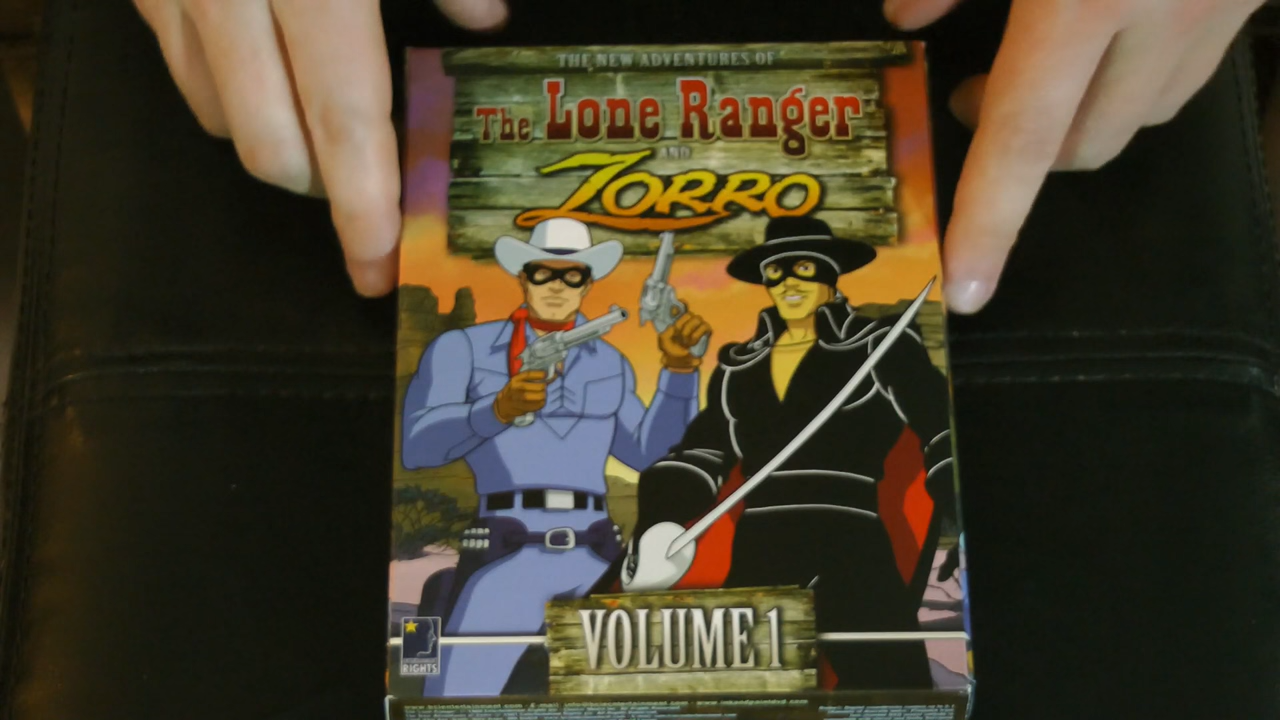 THE NEW ADVENTURES OF
The Lone Ranger
AND
ZORRO
VOLUME 1
RIGHTS